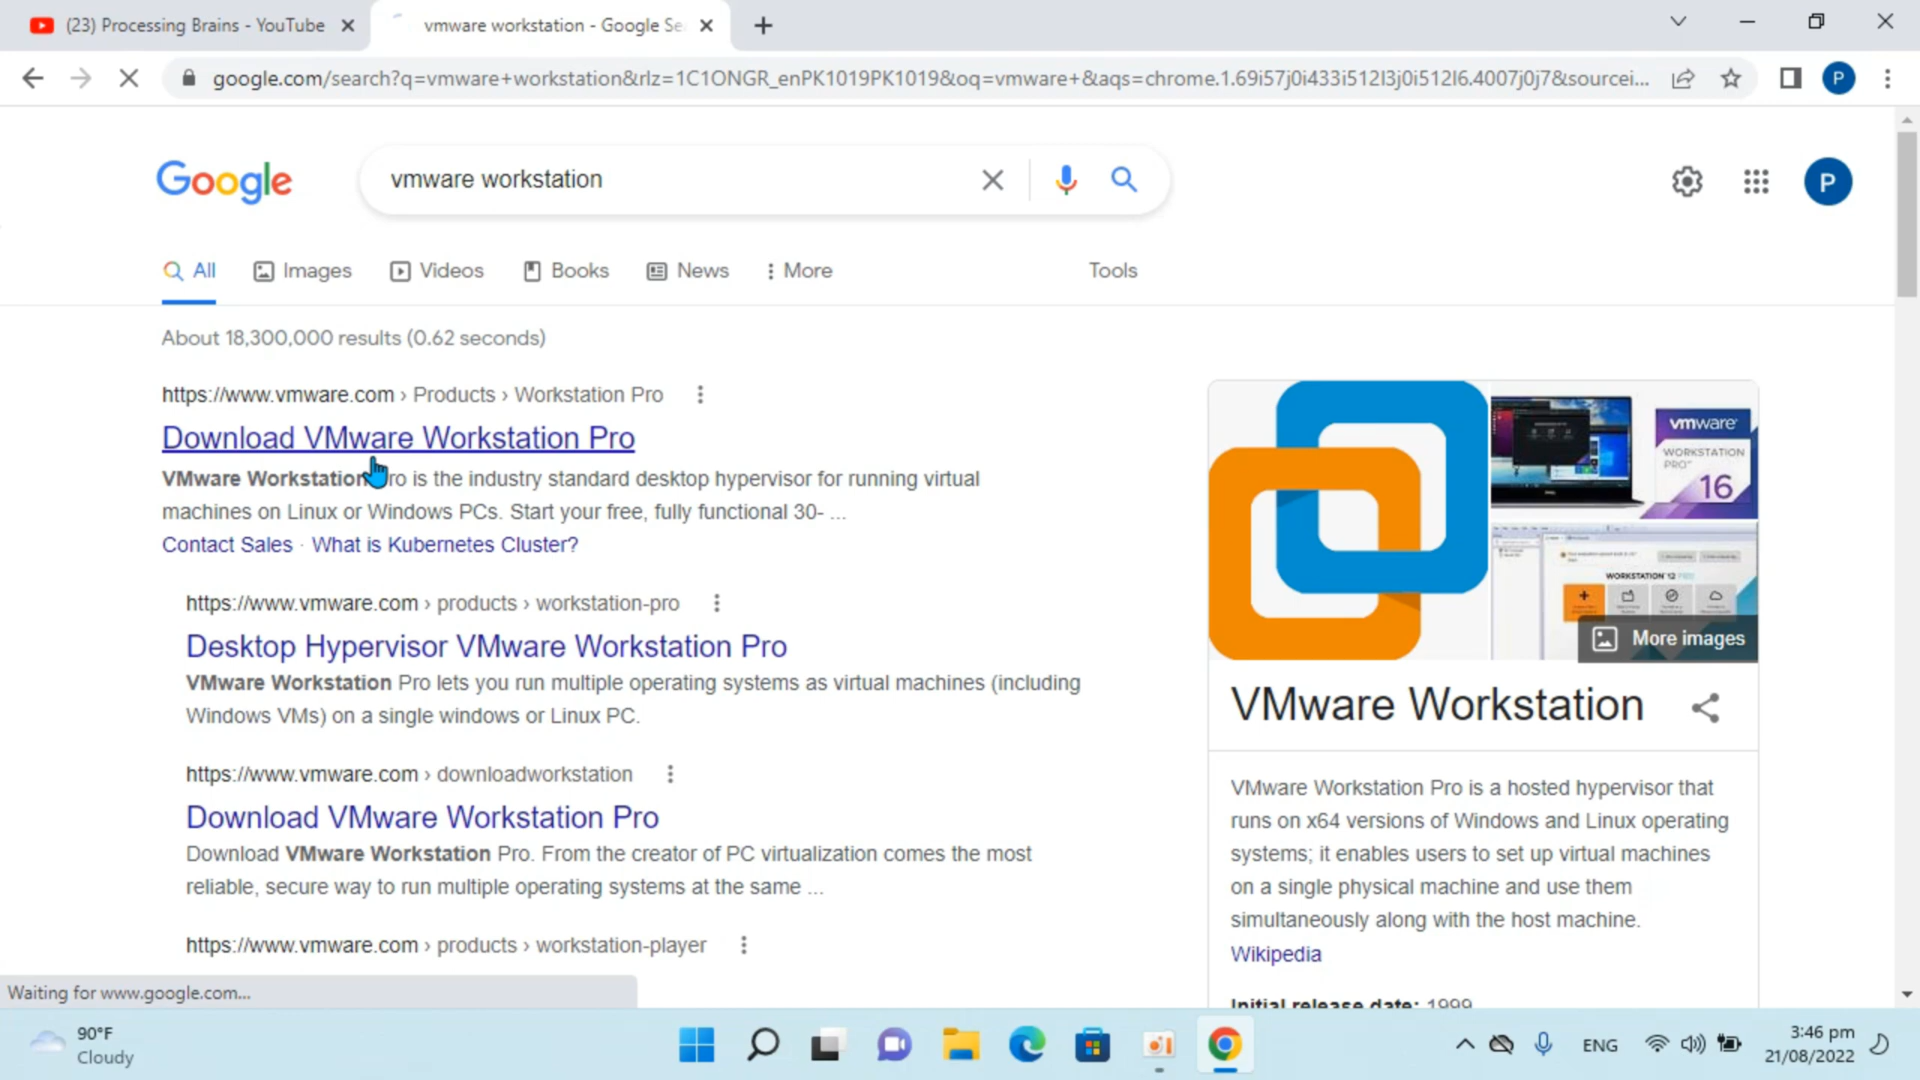 (23) Processing Brains - YouTube
vmware workstation - Google Se
google.com/search?q=vmware+workstation&rlz=1C1ONGR_enPK1019PK1019&oq=vmware+&aqs=chrome.1.69i57j0i433i512l3j0i512l6.4007j0j7&sourcei...
P
Google
vmware workstation
P
All
Images
Videos
Books
News
More
Tools
About 18,300,000 results (0.62 seconds)
https://www.vmware.com › Products › Workstation Pro
Download VMware Workstation Pro
VMware Workstation Pro is the industry standard desktop hypervisor for running virtual
machines on Linux or Windows PCs. Start your free, fully functional 30- ...
Contact Sales · What is Kubernetes Cluster?
https://www.vmware.com › products › workstation-pro
Desktop Hypervisor VMware Workstation Pro
VMware Workstation Pro lets you run multiple operating systems as virtual machines (including
Windows VMs) on a single windows or Linux PC.
https://www.vmware.com › downloadworkstation
Download VMware Workstation Pro
Download VMware Workstation Pro. From the creator of PC virtualization comes the most
reliable, secure way to run multiple operating systems at the same ...
https://www.vmware.com › products › workstation-player
vmware
WORKSTATION
PRO
16
WORKSTATION 12 PRO
More images
VMware Workstation
VMware Workstation Pro is a hosted hypervisor that
runs on x64 versions of Windows and Linux operating
systems; it enables users to set up virtual machines
on a single physical machine and use them
simultaneously along with the host machine.
Wikipedia
Initial release date: 1999
Waiting for www.google.com...
90°F
Cloudy
ENG
3:46 pm
21/08/2022